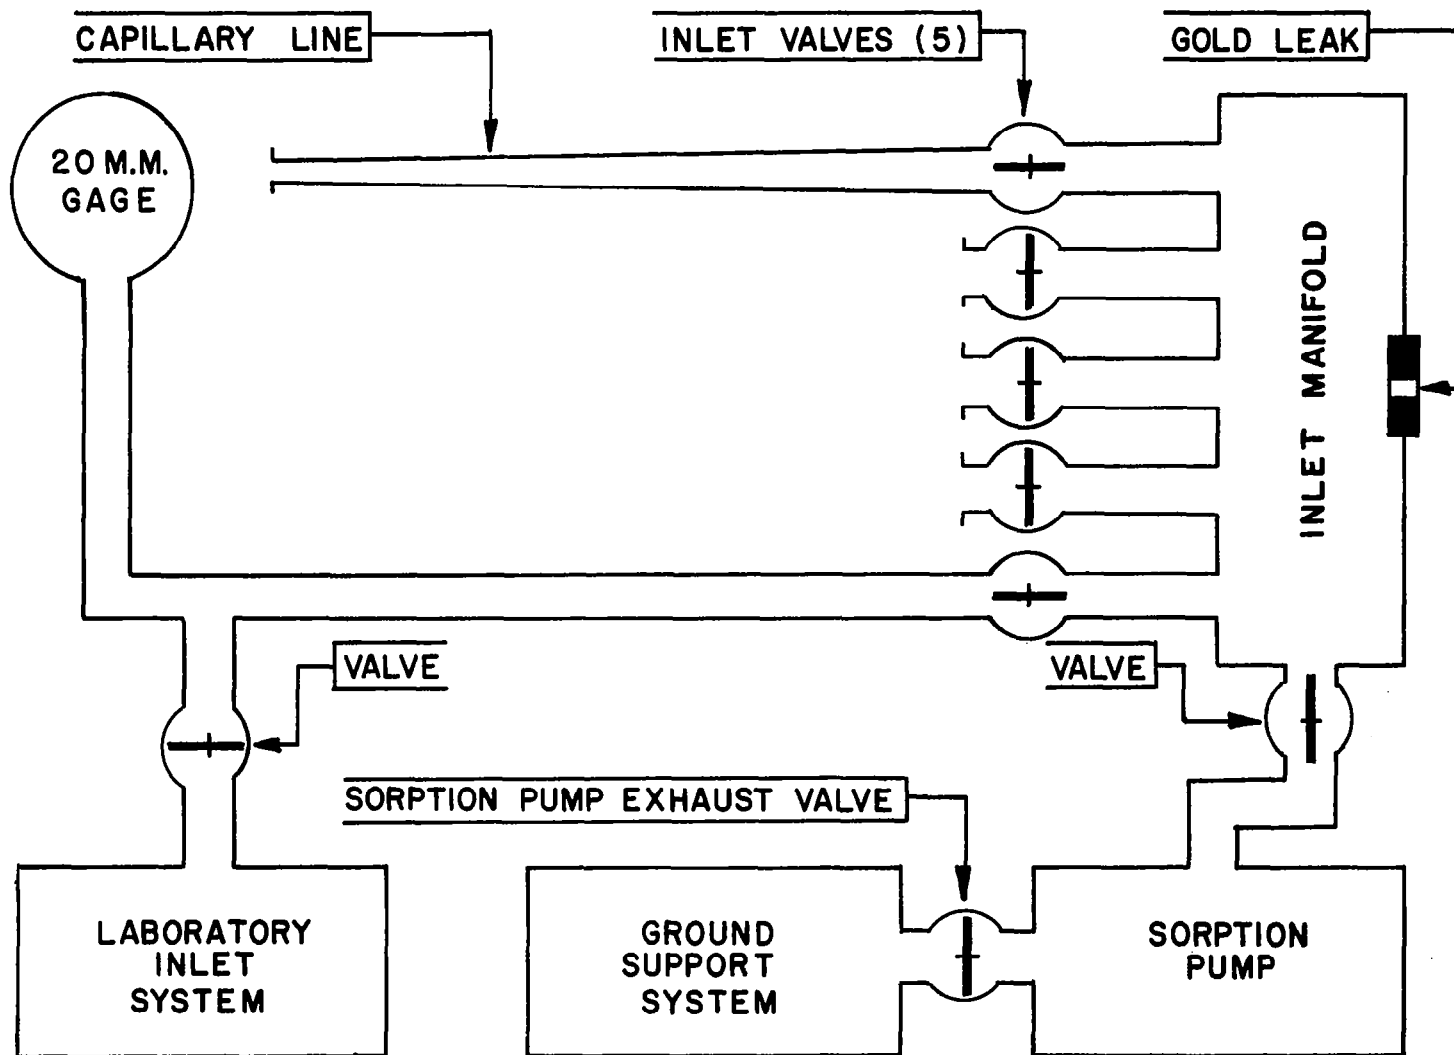 CAPILLARY LINE
INLET VALVES (5)
GOLD LEAK
20 M.M.
GAGE
INLET MANIFOLD
VALVE
VALVE
SORPTION PUMP EXHAUST VALVE
LABORATORY
INLET
SYSTEM
GROUND
SUPPORT
SYSTEM
SORPTION
PUMP